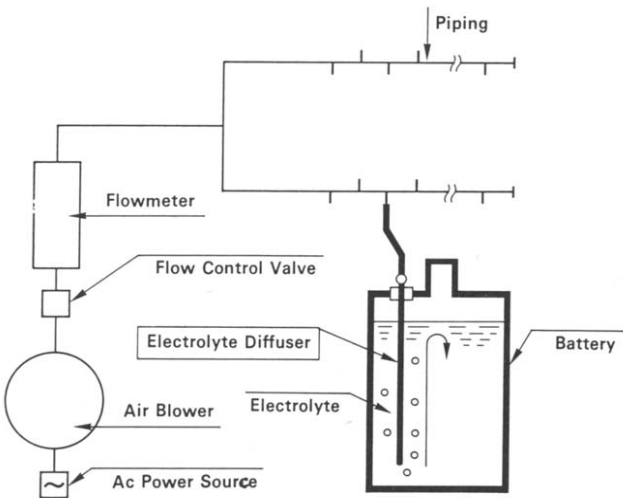 Piping
Flowmeter
Flow Control Valve
Electrolyte Diffuser
Battery
Electrolyte
Air Blower
Ac Power Source